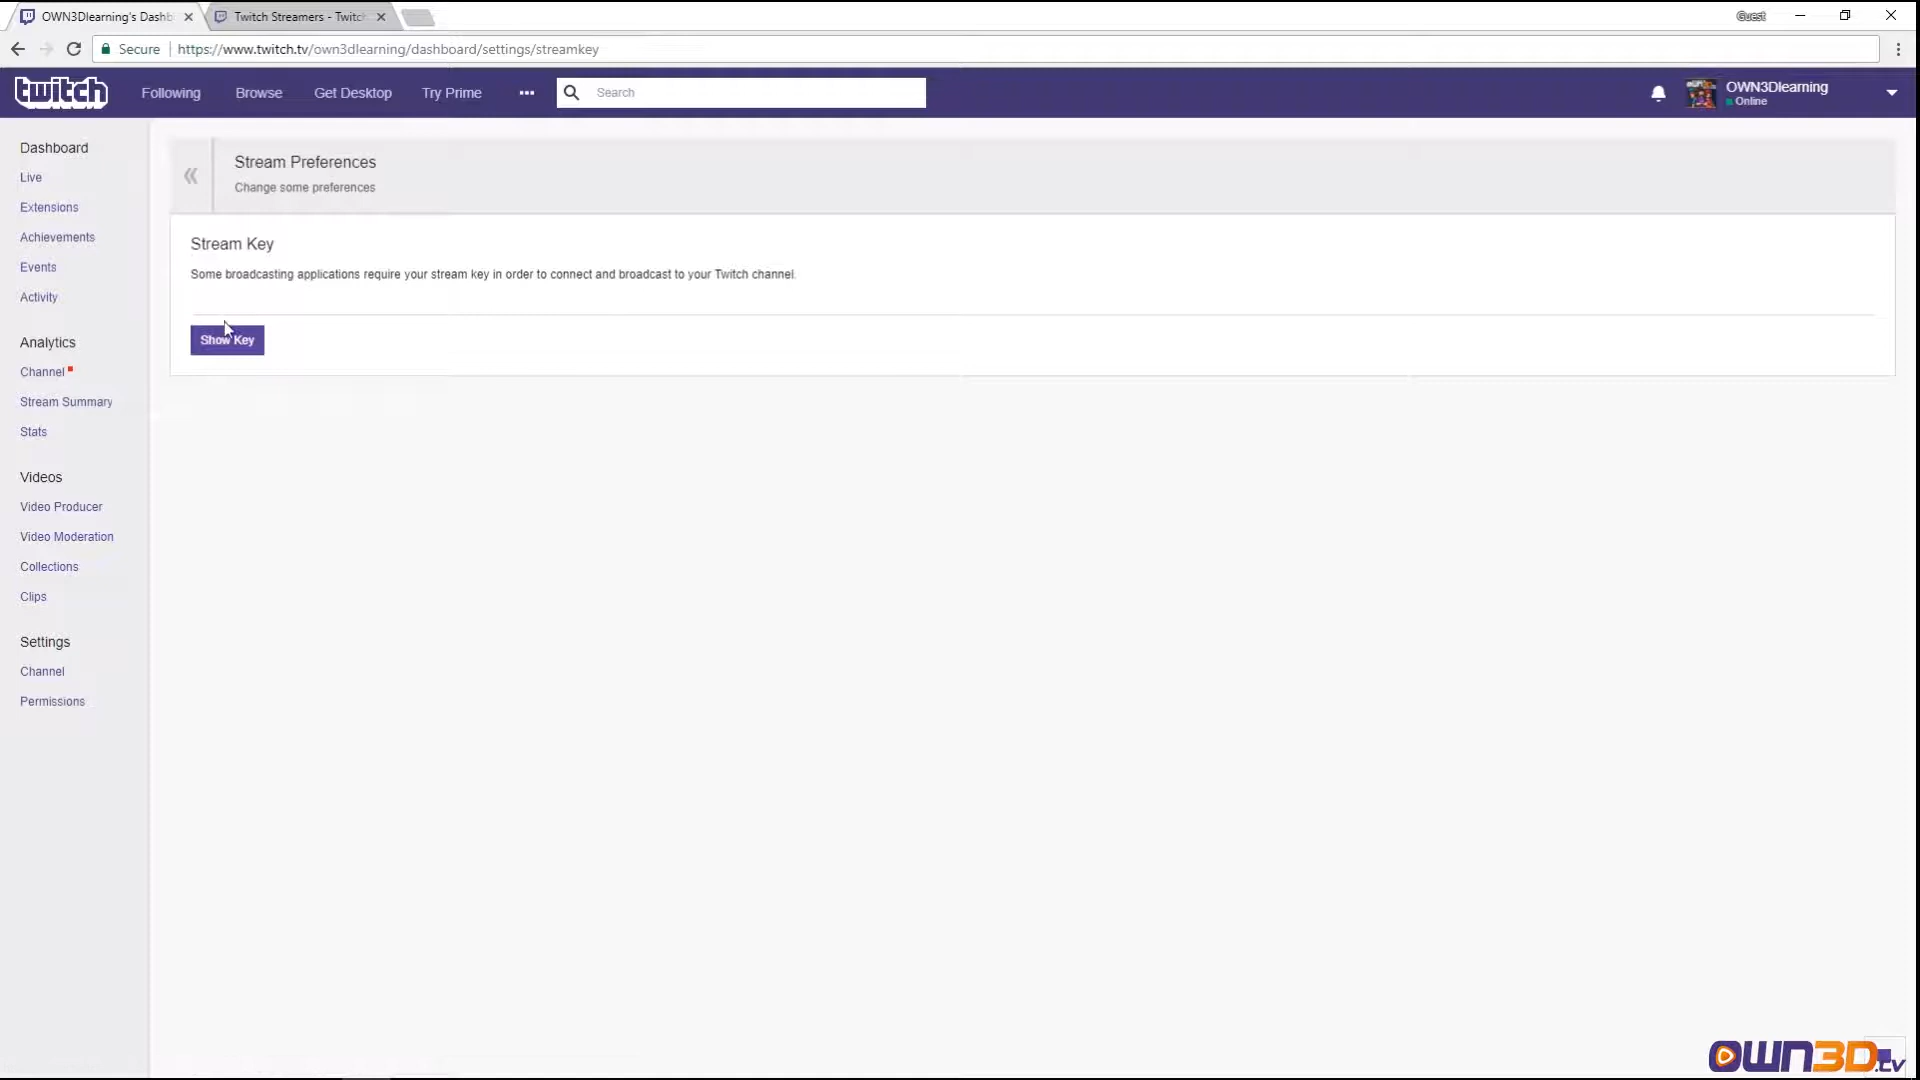 OWN3Dlearning's Dashb
Twitch Streamers - Twitch
Guest
Secure
https://www.twitch.tv/own3dlearning/dashboard/settings/streamkey
twitch
Following
Browse
Get Desktop
Try Prime
Search
OWN3Dlearning
Online
Dashboard
Live
Extensions
Achievements
Events
Activity
Analytics
Channel
Stream Summary
Stats
Videos
Video Producer
Video Moderation
Collections
Clips
Settings
Channel
Permissions
Stream Preferences
Change some preferences
Stream Key
Some broadcasting applications require your stream key in order to connect and broadcast to your Twitch channel.
Show Key
OWN3D.tv